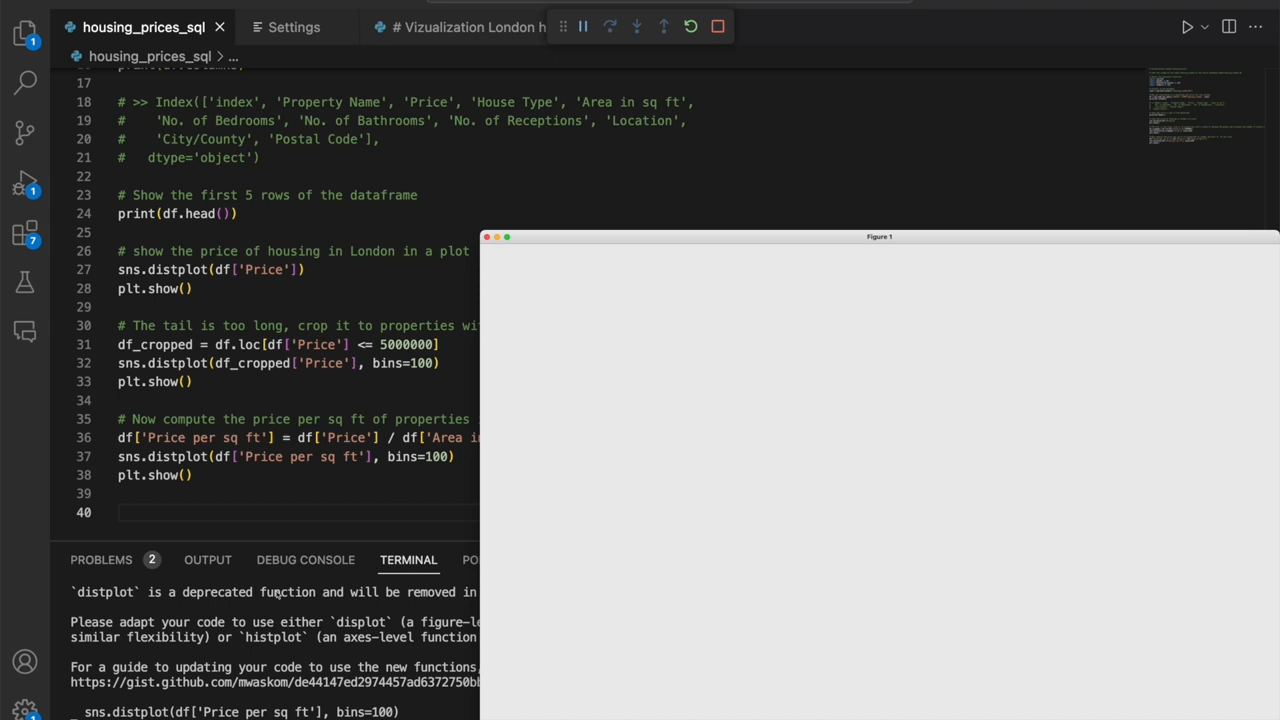 housing_prices_sql
Settings
# Vizualization London h
housing_prices_sql > ...
1
1
7
1
17
18 # >> Index(['index', 'Property Name', 'Price', 'House Type', 'Area in sq ft',
19 # 'No. of Bedrooms', 'No. of Bathrooms', 'No. of Receptions', 'Location',
20 # 'City/County', 'Postal Code'],
21 # dtype='object')
22
23 # Show the first 5 rows of the dataframe
24 print(df.head())
25
26 # show the price of housing in London in a plot
27 sns.distplot(df['Price'])
28 plt.show()
29
30 # The tail is too long, crop it to properties wi
31 df_cropped = df.loc[df['Price'] <= 5000000]
32 sns.distplot(df_cropped['Price'], bins=100)
33 plt.show()
34
35 # Now compute the price per sq ft of properties
36 df['Price per sq ft'] = df['Price'] / df['Area in
37 sns.distplot(df['Price per sq ft'], bins=100)
38 plt.show()
39
40
Figure 1
PROBLEMS 2 OUTPUT DEBUG CONSOLE TERMINAL PO
`distplot` is a deprecated function and will be removed in
Please adapt your code to use either `displot` (a figure-le
similar flexibility) or `histplot` (an axes-level function
For a guide to updating your code to use the new functions,
https://gist.github.com/mwaskom/de44147ed2974457ad6372750bb
sns.distplot(df['Price per sq ft'], bins=100)